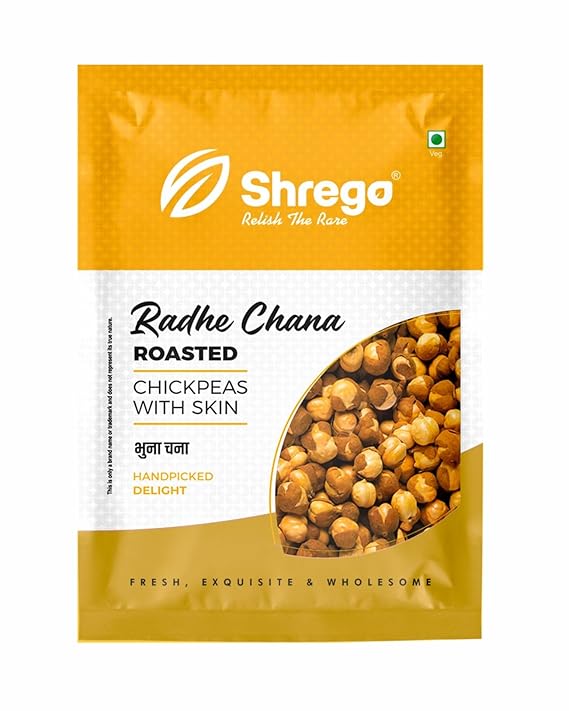 Veg
Shrego®
Relish The Rare
Radhe Chana
ROASTED
CHICKPEAS
WITH SKIN
भुना चना
HANDPICKED
DELIGHT
This is only a brand name or trademark and does not represent its true nature.
FRESH, EXQUISITE & WHOLESOME